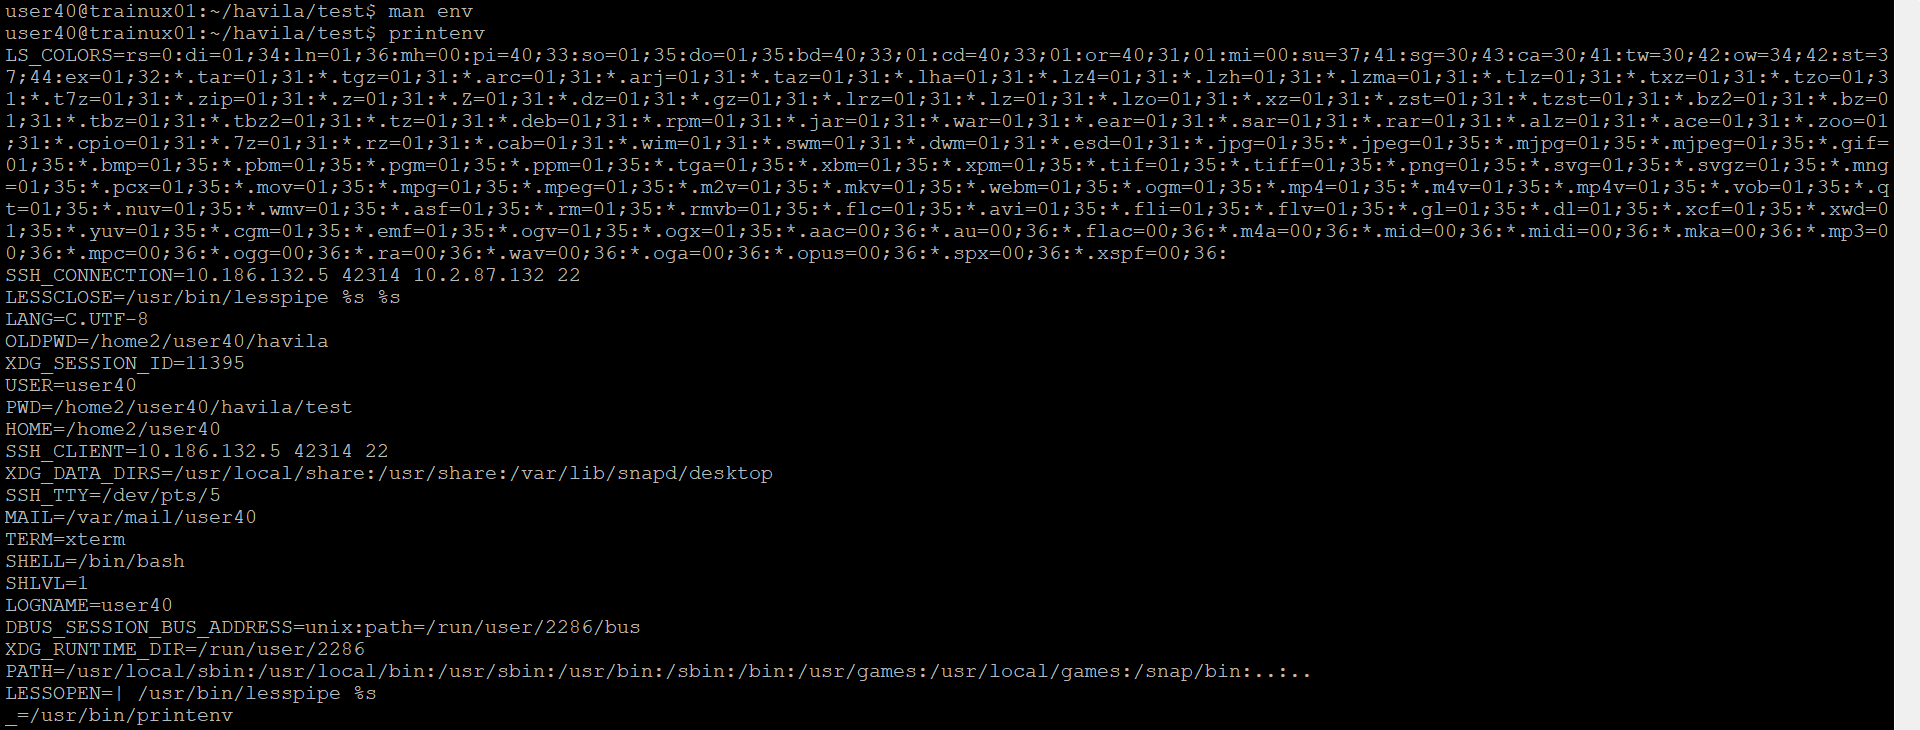 user40@trainux01:~/havila/test$ man env
user40@trainux01:~/havila/test$ printenv
LS_COLORS=rs=0:di=01;34:ln=01;36:mh=00:pi=40;33:so=01;35:do=01;35:bd=40;33;01:cd=40;33;01:or=40;31;01:mi=00:su=37;41:sg=30;43:ca=30;41:tw=30;42:ow=34;42:st=3
7;44:ex=01;32:*.tar=01;31:*.tgz=01;31:*.arc=01;31:*.arj=01;31:*.taz=01;31:*.lha=01;31:*.lz4=01;31:*.lzh=01;31:*.lzma=01;31:*.tlz=01;31:*.txz=01;31:*.tzo=01;3
1:*.t7z=01;31:*.zip=01;31:*.z=01;31:*.Z=01;31:*.dz=01;31:*.gz=01;31:*.lrz=01;31:*.lz=01;31:*.lzo=01;31:*.xz=01;31:*.zst=01;31:*.tzst=01;31:*.bz2=01;31:*.bz=0
1;31:*.tbz=01;31:*.tbz2=01;31:*.tz=01;31:*.deb=01;31:*.rpm=01;31:*.jar=01;31:*.war=01;31:*.ear=01;31:*.sar=01;31:*.rar=01;31:*.alz=01;31:*.ace=01;31:*.zoo=01
;31:*.cpio=01;31:*.7z=01;31:*.rz=01;31:*.cab=01;31:*.wim=01;31:*.swm=01;31:*.dwm=01;31:*.esd=01;31:*.jpg=01;35:*.jpeg=01;35:*.mjpg=01;35:*.mjpeg=01;35:*.gif=
01;35:*.bmp=01;35:*.pbm=01;35:*.pgm=01;35:*.ppm=01;35:*.tga=01;35:*.xbm=01;35:*.xpm=01;35:*.tif=01;35:*.tiff=01;35:*.png=01;35:*.svg=01;35:*.svgz=01;35:*.mng
=01;35:*.pcx=01;35:*.mov=01;35:*.mpg=01;35:*.mpeg=01;35:*.m2v=01;35:*.mkv=01;35:*.webm=01;35:*.ogm=01;35:*.mp4=01;35:*.m4v=01;35:*.mp4v=01;35:*.vob=01;35:*.q
t=01;35:*.nuv=01;35:*.wmv=01;35:*.asf=01;35:*.rm=01;35:*.rmvb=01;35:*.flc=01;35:*.avi=01;35:*.fli=01;35:*.flv=01;35:*.gl=01;35:*.dl=01;35:*.xcf=01;35:*.xwd=0
1;35:*.yuv=01;35:*.cgm=01;35:*.emf=01;35:*.ogv=01;35:*.ogx=01;35:*.aac=00;36:*.au=00;36:*.flac=00;36:*.m4a=00;36:*.mid=00;36:*.midi=00;36:*.mka=00;36:*.mp3=0
0;36:*.mpc=00;36:*.ogg=00;36:*.ra=00;36:*.wav=00;36:*.oga=00;36:*.opus=00;36:*.spx=00;36:*.xspf=00;36:
SSH_CONNECTION=10.186.132.5 42314 10.2.87.132 22
LESSCLOSE=/usr/bin/lesspipe %s %s
LANG=C.UTF-8
OLDPWD=/home2/user40/havila
XDG_SESSION_ID=11395
USER=user40
PWD=/home2/user40/havila/test
HOME=/home2/user40
SSH_CLIENT=10.186.132.5 42314 22
XDG_DATA_DIRS=/usr/local/share:/usr/share:/var/lib/snapd/desktop
SSH_TTY=/dev/pts/5
MAIL=/var/mail/user40
TERM=xterm
SHELL=/bin/bash
SHLVL=1
LOGNAME=user40
DBUS_SESSION_BUS_ADDRESS=unix:path=/run/user/2286/bus
XDG_RUNTIME_DIR=/run/user/2286
PATH=/usr/local/sbin:/usr/local/bin:/usr/sbin:/usr/bin:/sbin:/bin:/usr/games:/usr/local/games:/snap/bin:..:..
LESSOPEN=| /usr/bin/lesspipe %s
_=/usr/bin/printenv